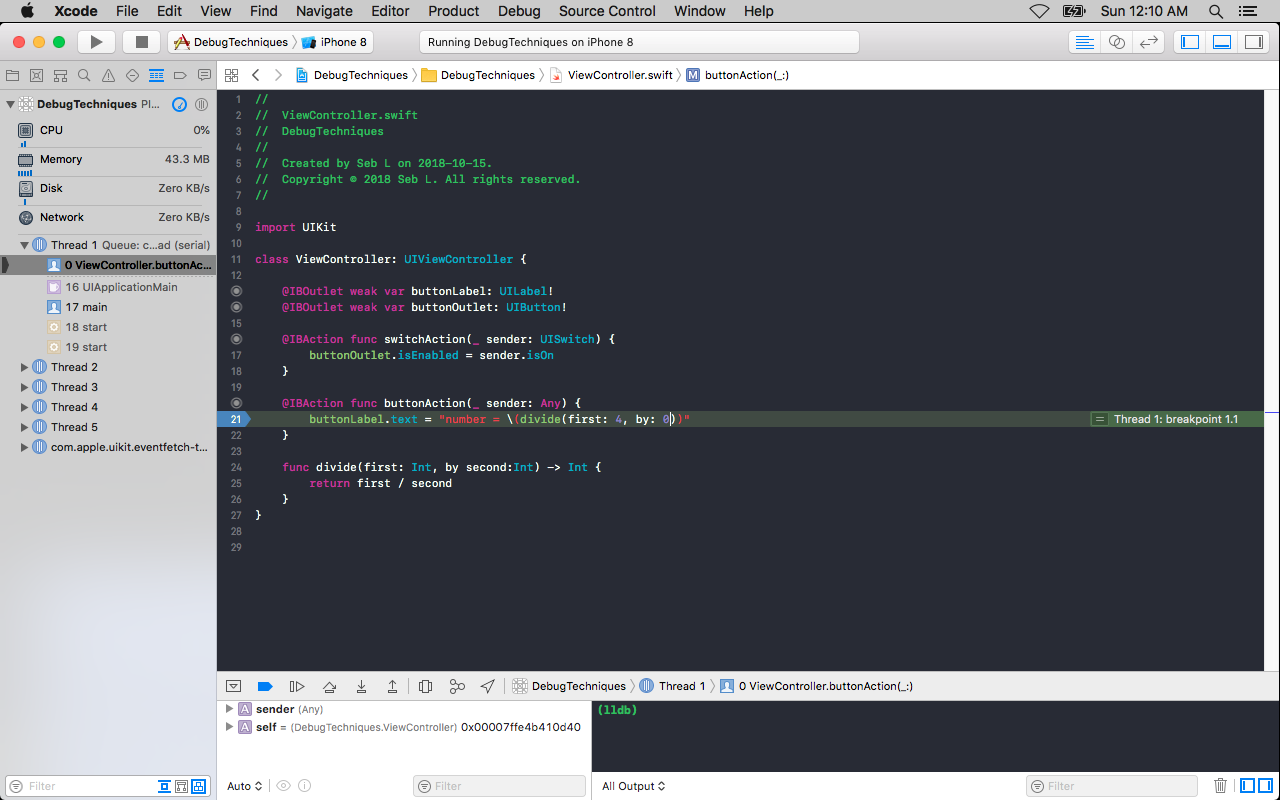 Xcode File Edit View Find Navigate Editor Product Debug Source Control Window Help Sun 12:10 AM
DebugTechniques iPhone 8 Running DebugTechniques on iPhone 8
DebugTechniques DebugTechniques ViewController.swift M buttonAction(_:)
DebugTechniques PI...
CPU 0%
Memory 43.3 MB
Disk Zero KB/s
Network Zero KB/s
Thread 1 Queue: c...ad (serial)
0 ViewController.buttonAc...
16 UIApplicationMain
17 main
18 start
19 start
Thread 2
Thread 3
Thread 4
Thread 5
com.apple.uikit.eventfetch-t...
Filter
1 //
2 //  ViewController.swift
3 //  DebugTechniques
4 //
5 //  Created by Seb L on 2018-10-15.
6 //  Copyright © 2018 Seb L. All rights reserved.
7 //
8
9 import UIKit
10
11 class ViewController: UIViewController {
12
@IBOutlet weak var buttonLabel: UILabel!
@IBOutlet weak var buttonOutlet: UIButton!
15
@IBAction func switchAction(_ sender: UISwitch) {
17 buttonOutlet.isEnabled = sender.isOn
18 }
19
@IBAction func buttonAction(_ sender: Any) {
21 buttonLabel.text = "number = \(divide(first: 4, by: 0))" = Thread 1: breakpoint 1.1
22 }
23
24 func divide(first: Int, by second:Int) -> Int {
25 return first / second
26 }
27 }
28
29
DebugTechniques Thread 1 0 ViewController.buttonAction(_:)
A sender (Any)
A self = (DebugTechniques.ViewController) 0x00007ffe4b410d40
Auto Filter
(lldb)
All Output Filter